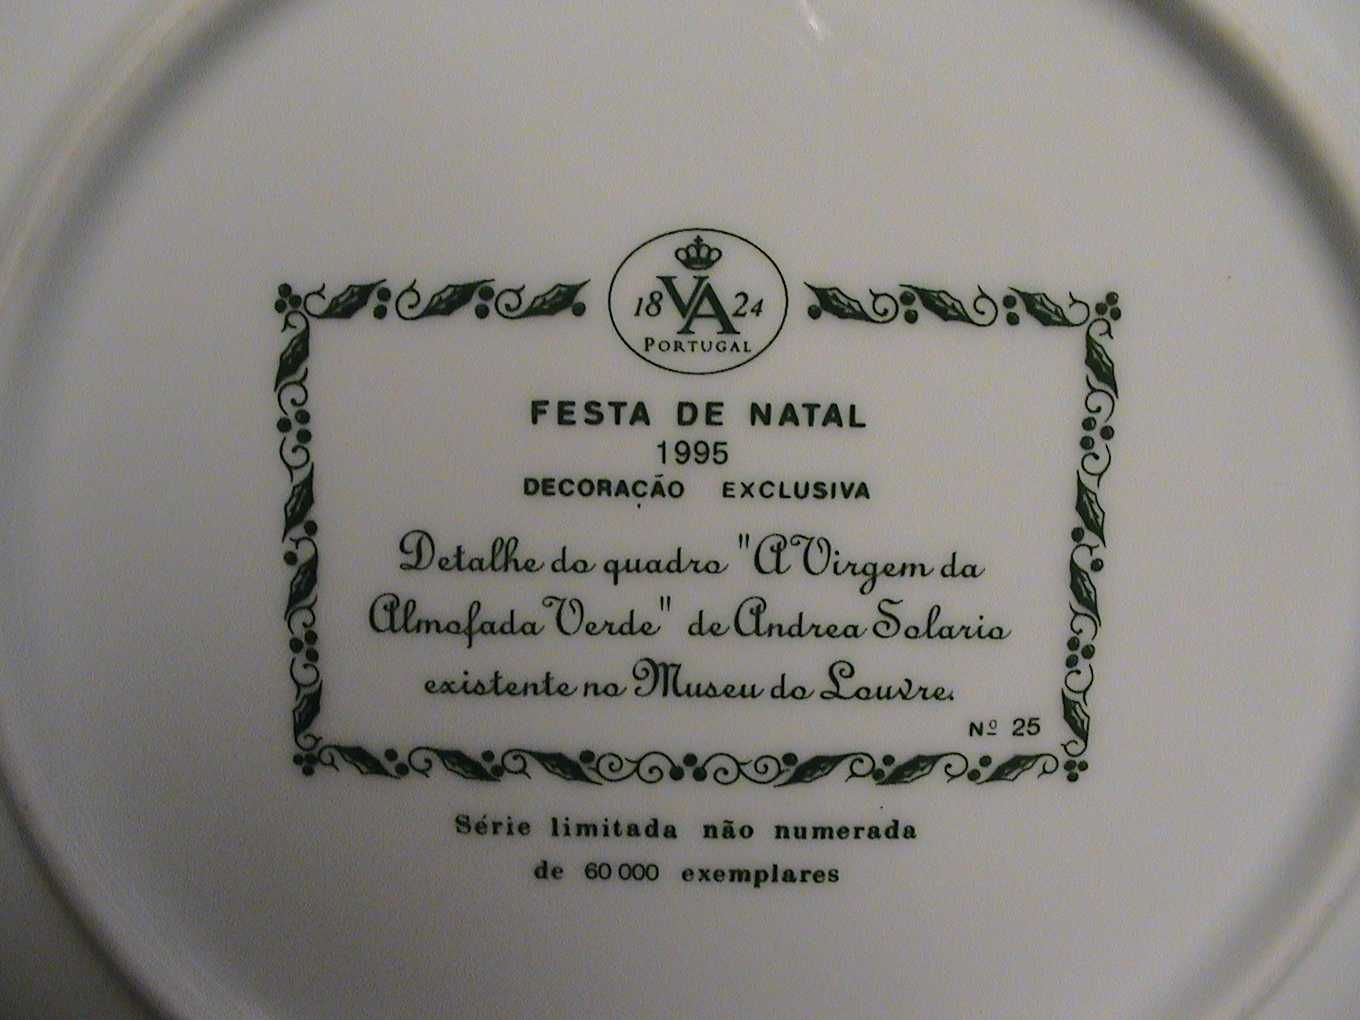 18 VA 24
PORTUGAL
FESTA DE NATAL
1995
DECORAÇÃO EXCLUSIVA
Detalhe do quadro "A Virgem da
Almofada Verde" de Andrea Solario
existente no Museu do Louvre.
Nº 25
Série limitada não numerada
de 60 000 exemplares